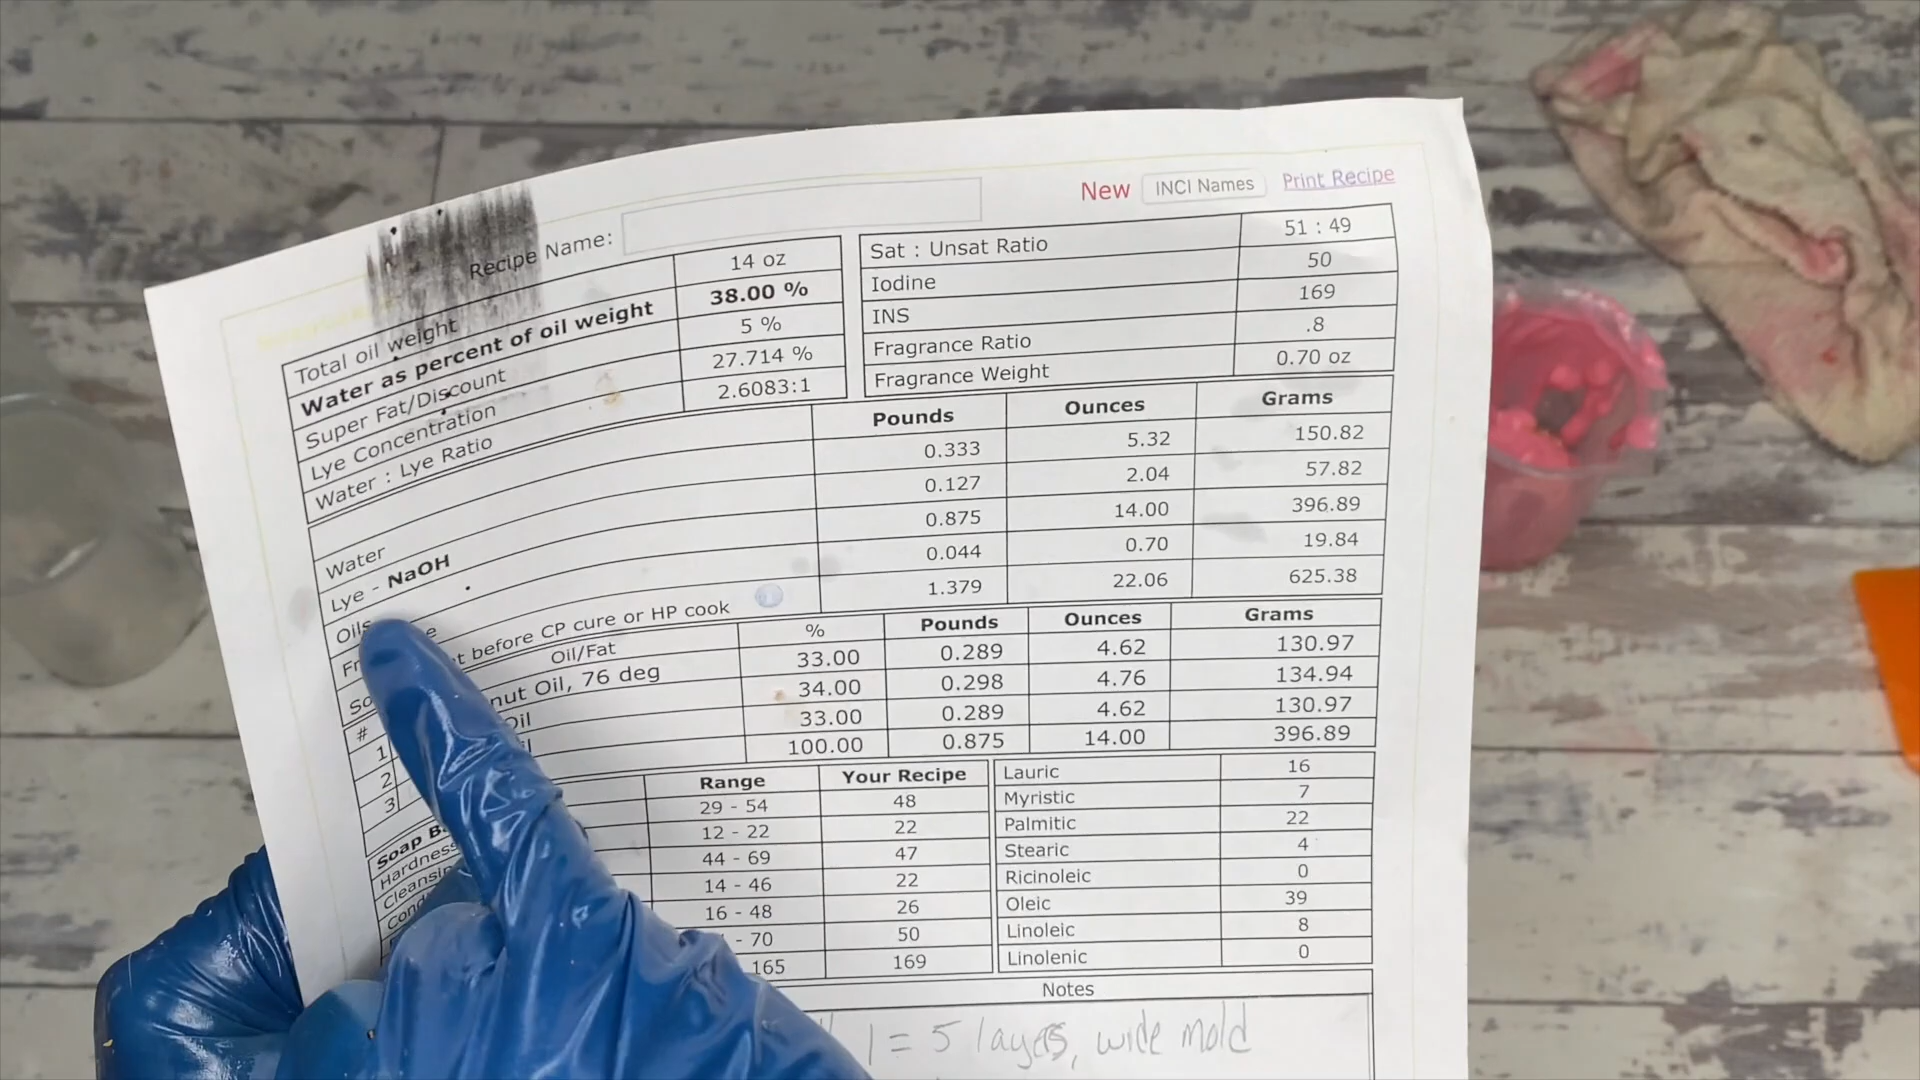 New INCI Names Print Recipe
Recipe Name:
Total oil weight 14 oz
Water as percent of oil weight 38.00 %
Super Fat/Discount 5 %
Lye Concentration 27.714 %
Water : Lye Ratio 2.6083:1
Sat : Unsat Ratio 51 : 49
Iodine 50
INS 169
Fragrance Ratio .8
Fragrance Weight 0.70 oz
Pounds Ounces Grams
Water 0.333 5.32 150.82
Lye - NaOH 0.127 2.04 57.82
Oils 0.875 14.00 396.89
Fr e 0.044 0.70 19.84
So t before CP cure or HP cook 1.379 22.06 625.38
# Oil/Fat % Pounds Ounces Grams
1 nut Oil, 76 deg 33.00 0.289 4.62 130.97
2 Oil 34.00 0.298 4.76 134.94
3 33.00 0.289 4.62 130.97
100.00 0.875 14.00 396.89
Soap B Range Your Recipe
Hardness 29 - 54 48
Cleansin 12 - 22 22
Cond 44 - 69 47
14 - 46 22
16 - 48 26
- 70 50
165 169
Lauric 16
Myristic 7
Palmitic 22
Stearic 4
Ricinoleic 0
Oleic 39
Linoleic 8
Linolenic 0
Notes
1 = 5 layers, wide mold